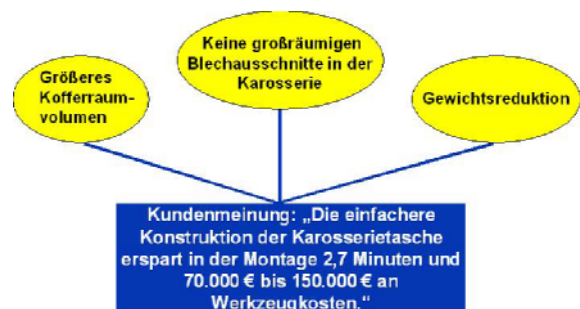 Größeres
Kofferraum-
volumen
Keine großräumigen
Blechausschnitte in der
Karosserie
Gewichtsreduktion
Kundenmeinung: „Die einfachere
Konstruktion der Karosserietasche
erspart in der Montage 2,7 Minuten und
70.000 € bis 150.000 € an
Werkzeugkosten.“